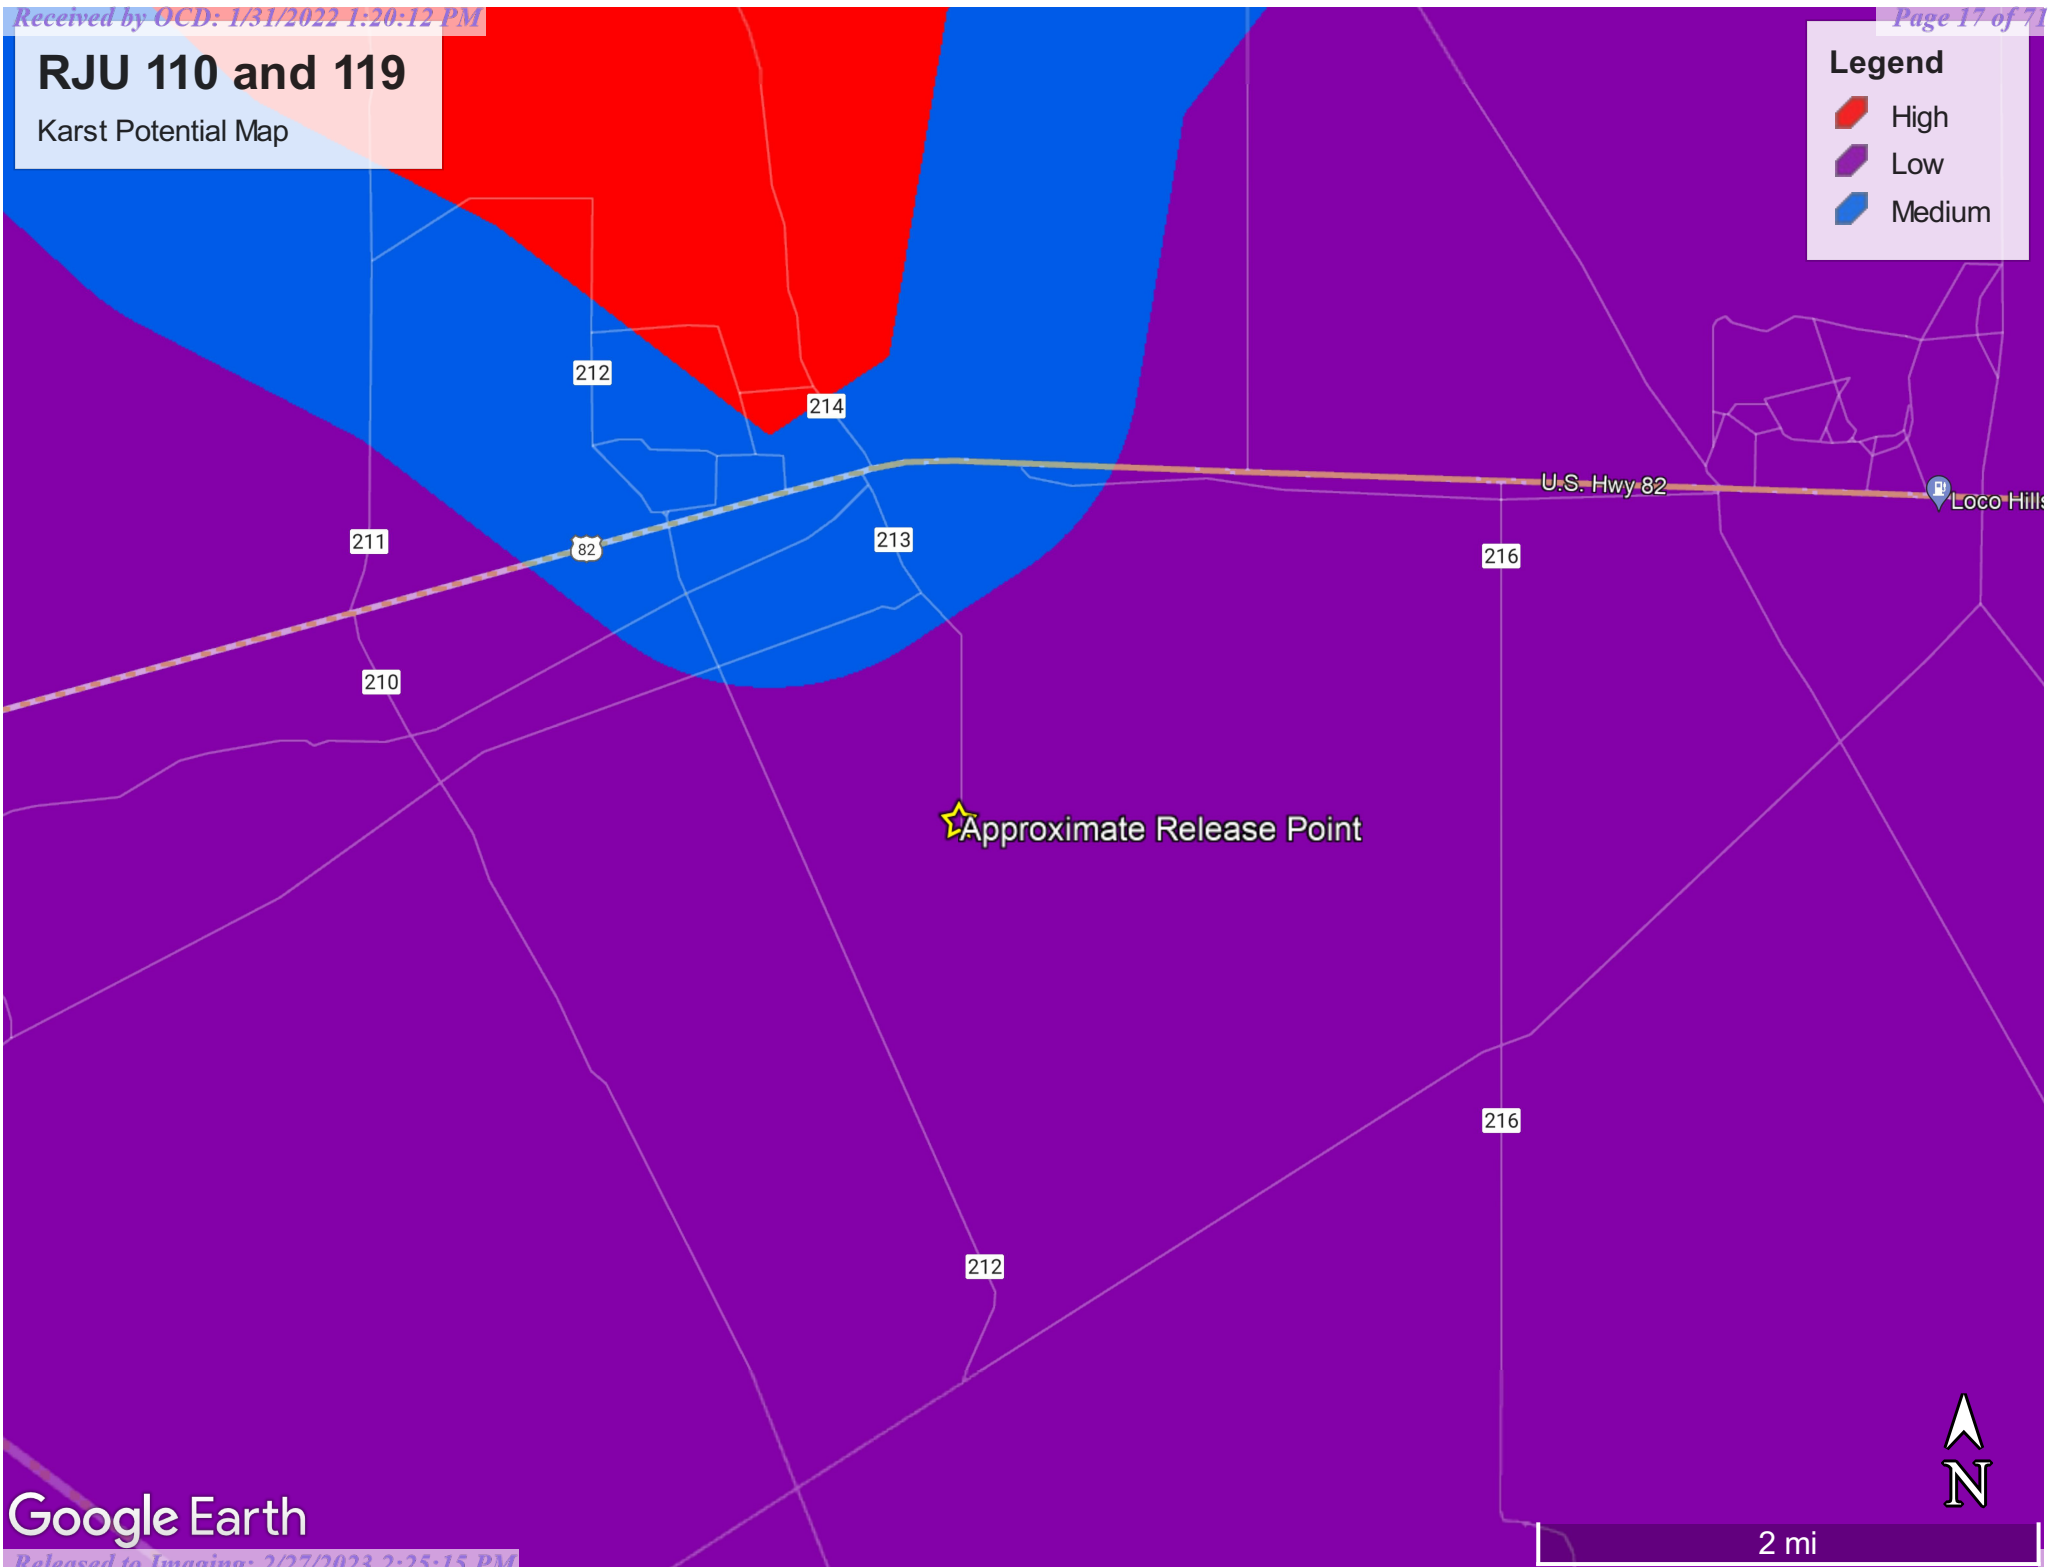 Received by OCD: 1/31/2022 1:20:12 PM
Page 17 of 71
RJU 110 and 119
Karst Potential Map
Legend
High
Low
Medium
212
214
U.S. Hwy 82
Loco Hills
211
82
213
216
210
Approximate Release Point
216
212
N
Google Earth
2 mi
Released to Imaging: 2/27/2023 2:25:15 PM